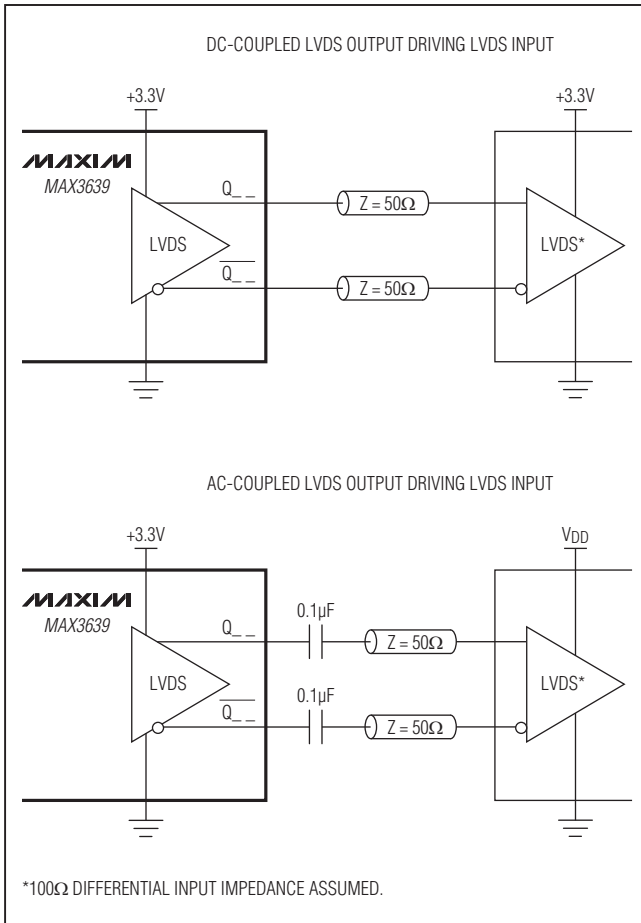 DC-COUPLED LVDS OUTPUT DRIVING LVDS INPUT
+3.3V
+3.3V
MAXIM
MAX3639
Q_ _
Z = 50Ω
LVDS
LVDS*
Q_ _
Z = 50Ω
AC-COUPLED LVDS OUTPUT DRIVING LVDS INPUT
+3.3V
VDD
MAXIM
MAX3639
0.1µF
Q_ _
Z = 50Ω
LVDS
LVDS*
0.1µF
Q_ _
Z = 50Ω
*100Ω DIFFERENTIAL INPUT IMPEDANCE ASSUMED.